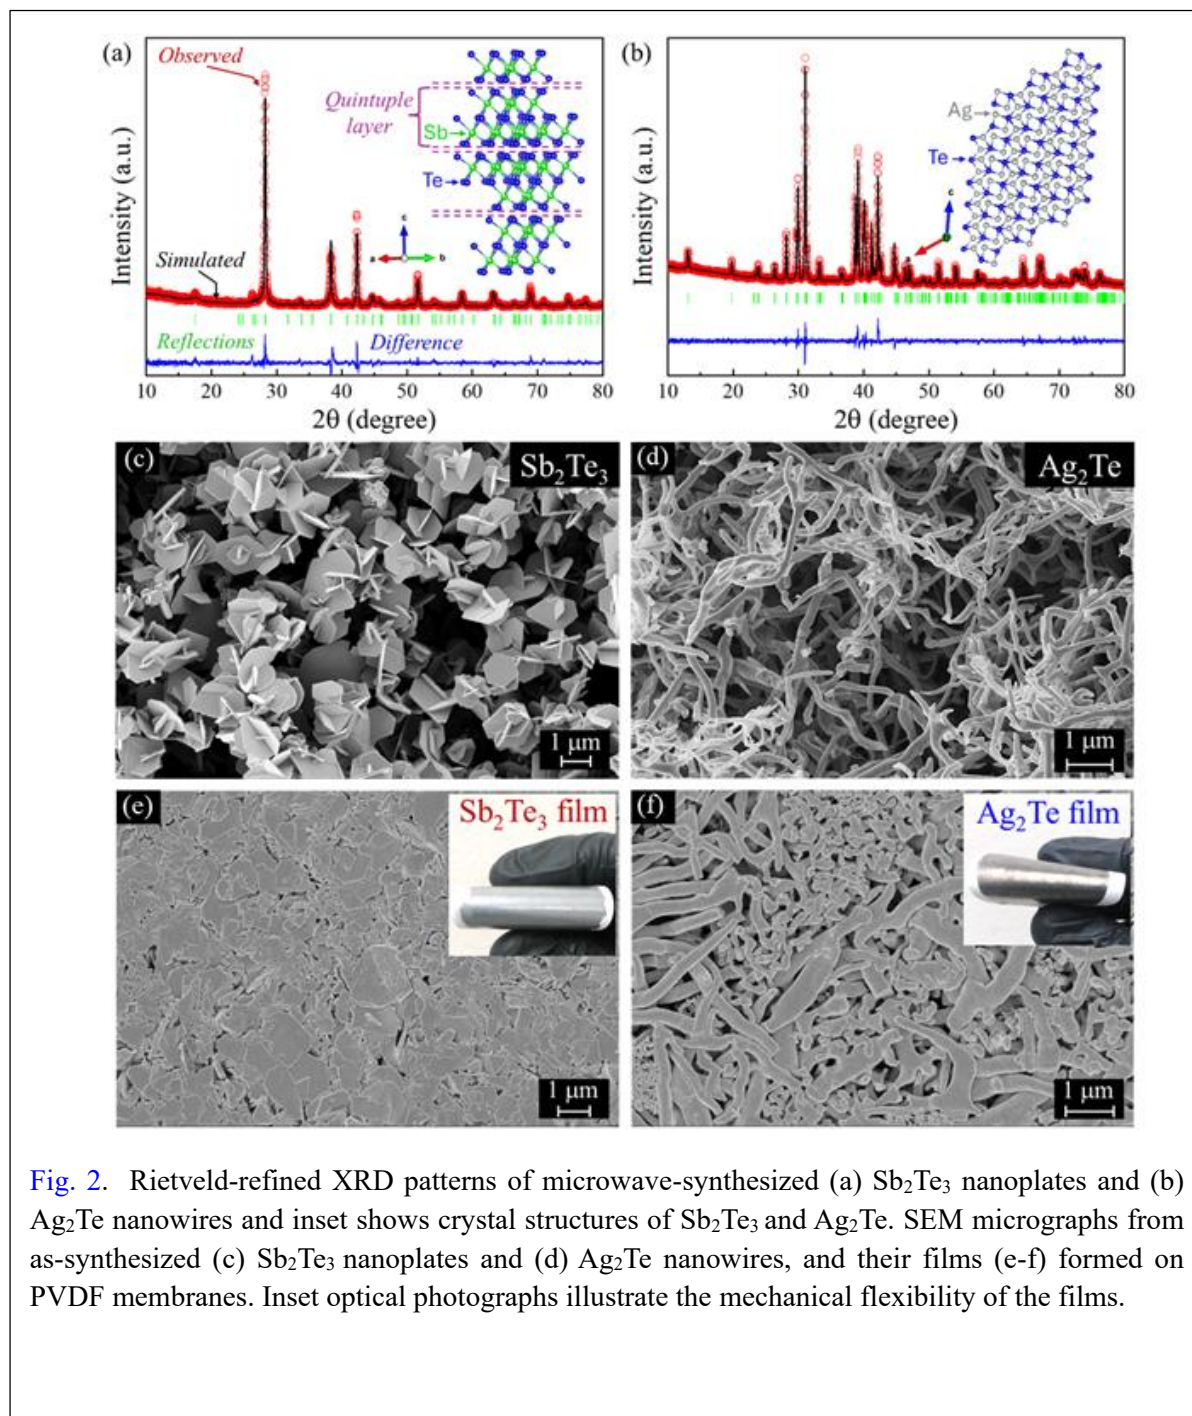 (a)
Observed
Quintuple
layer
Sb
Te
c
a
b
Simulated
Reflections
Difference
Intensity (a.u.)
10 20 30 40 50 60 70 80
2θ (degree)
(b)
Ag
Te
c
a
Intensity (a.u.)
10 20 30 40 50 60 70 80
2θ (degree)
(c)
Sb₂Te₃
1 μm
(d)
Ag₂Te
1 μm
(e)
Sb₂Te₃ film
1 μm
(f)
Ag₂Te film
1 μm
Fig. 2. Rietveld-refined XRD patterns of microwave-synthesized (a) Sb₂Te₃ nanoplates and (b)
Ag₂Te nanowires and inset shows crystal structures of Sb₂Te₃ and Ag₂Te. SEM micrographs from
as-synthesized (c) Sb₂Te₃ nanoplates and (d) Ag₂Te nanowires, and their films (e-f) formed on
PVDF membranes. Inset optical photographs illustrate the mechanical flexibility of the films.